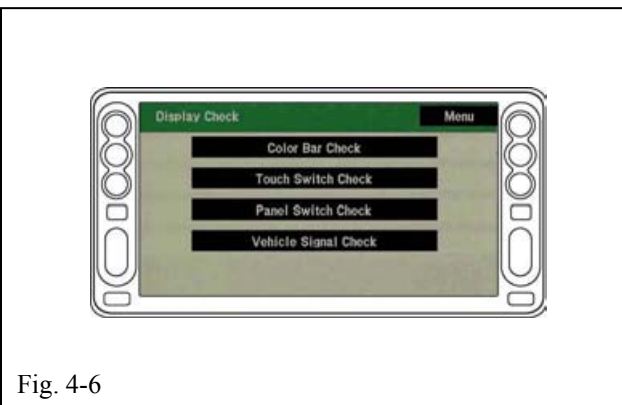 Display Check
Menu
Color Bar Check
Touch Switch Check
Panel Switch Check
Vehicle Signal Check
Fig. 4-6